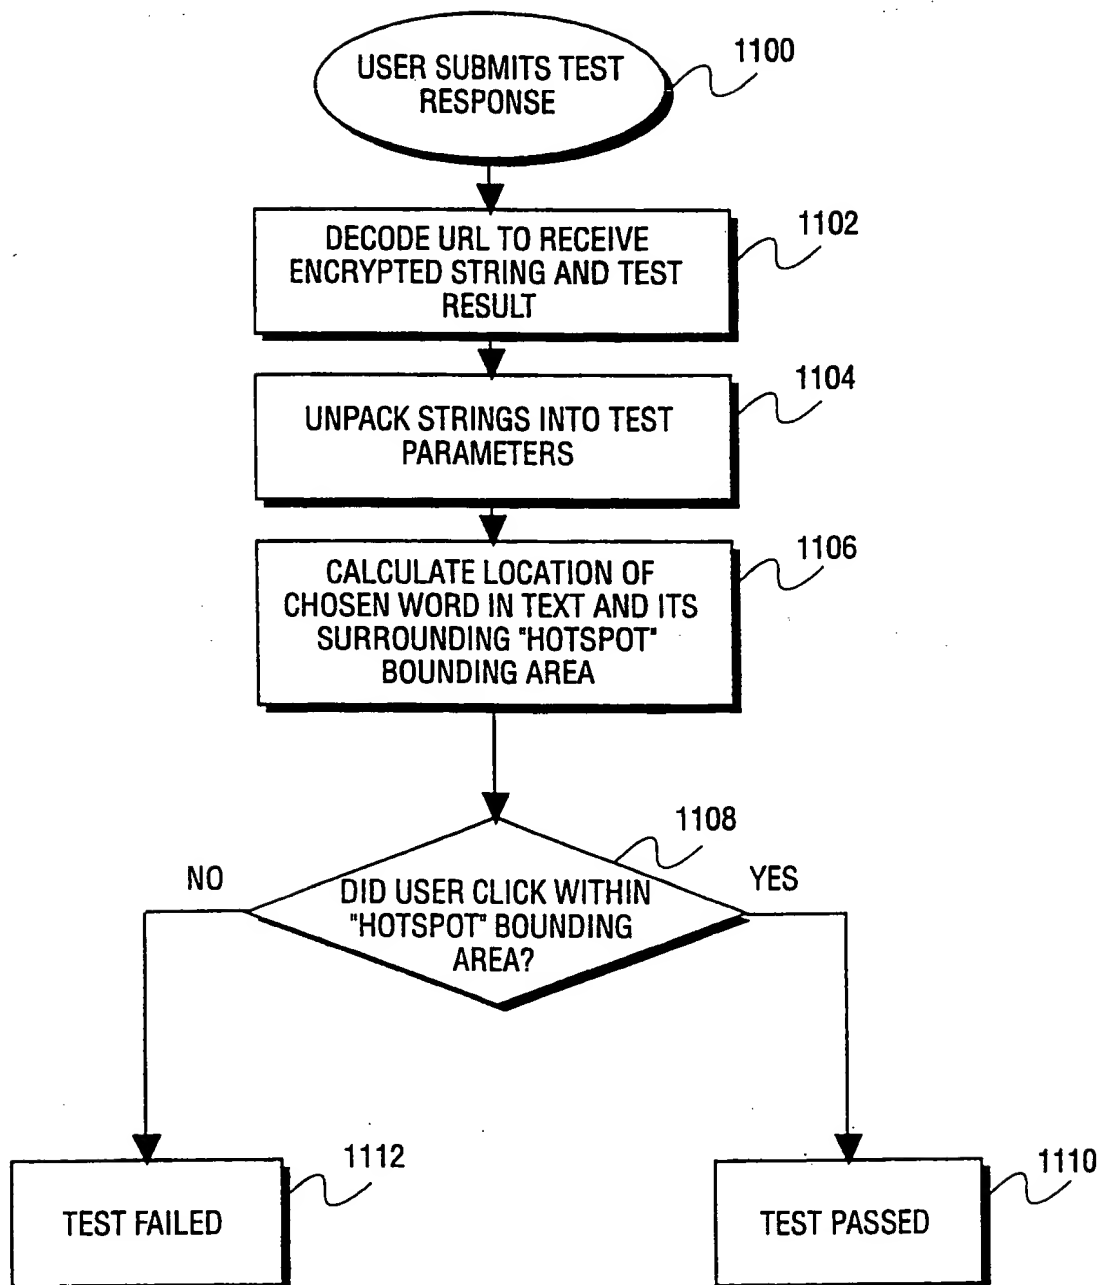 USER SUBMITS TEST
RESPONSE
1100
DECODE URL TO RECEIVE
ENCRYPTED STRING AND TEST
RESULT
1102
UNPACK STRINGS INTO TEST
PARAMETERS
1104
CALCULATE LOCATION OF
CHOSEN WORD IN TEXT AND ITS
SURROUNDING "HOTSPOT"
BOUNDING AREA
1106
DID USER CLICK WITHIN
"HOTSPOT" BOUNDING
AREA?
1108
NO
YES
TEST FAILED
1112
TEST PASSED
1110